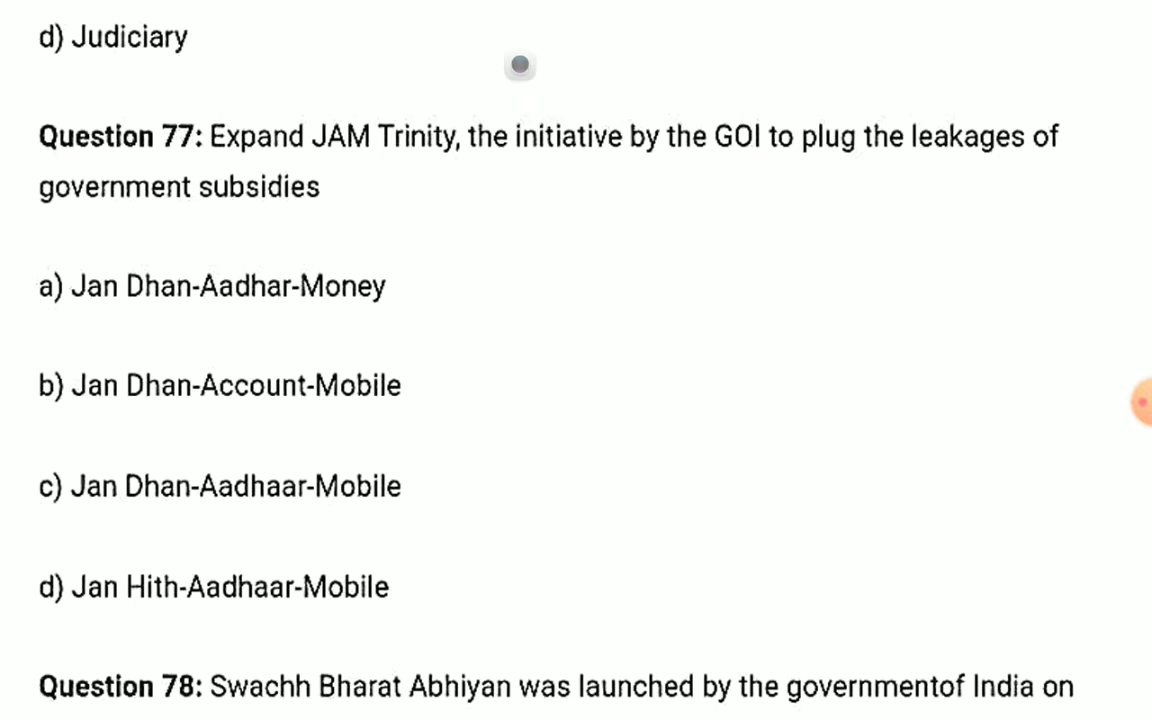 d) Judiciary
Question 77: Expand JAM Trinity, the initiative by the GOI to plug the leakages of
government subsidies
a) Jan Dhan-Aadhar-Money
b) Jan Dhan-Account-Mobile
c) Jan Dhan-Aadhaar-Mobile
d) Jan Hith-Aadhaar-Mobile
Question 78: Swachh Bharat Abhiyan was launched by the governmentof India on